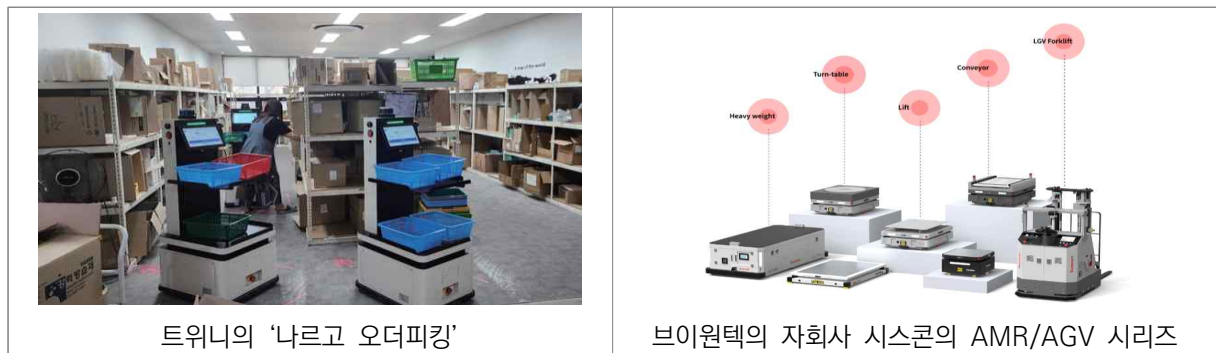 LGV Forklift
Conveyor
Turn-table
Lift
Heavy weight
트위니의 ‘나르고 오더피킹’
브이원텍의 자회사 시스콘의 AMR/AGV 시리즈